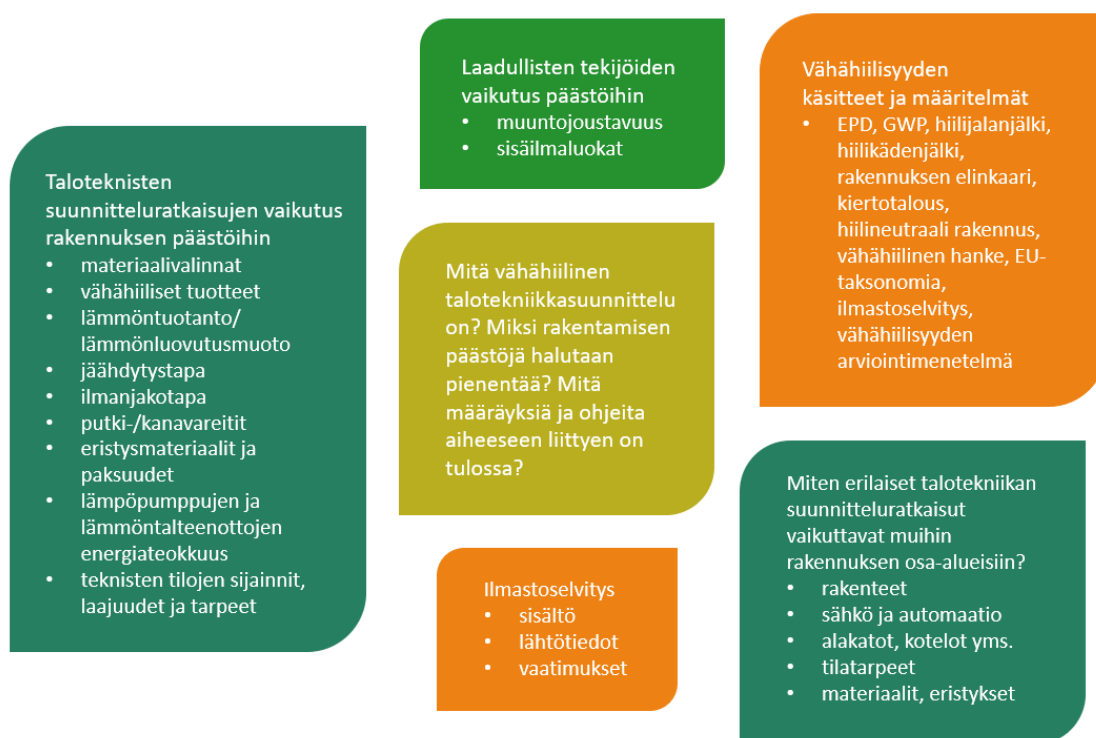 Taloteknisten
suunnitteluratkaisujen vaikutus
rakennuksen päästöihin
• materiaalivalinnat
• vähähiiliset tuotteet
• lämmöntuotanto/
lämmönluovutusmuoto
• jäähdytystapa
• ilmanjakotapa
• putki-/kanavareitit
• eristysmateriaalit ja
paksuudet
• lämpöpumppujen ja
lämmöntalteenottojen
energiateokkuus
• teknisten tilojen sijainnit,
laajuudet ja tarpeet
Laadullisten tekijöiden
vaikutus päästöihin
• muuntojoustavuus
• sisäilmaluokat
Mitä vähähiilinen
talotekniikkasuunnittelu
on? Miksi rakentamisen
päästöjä halutaan
pienentää? Mitä
määräyksiä ja ohjeita
aiheeseen liittyen on
tulossa?
Ilmastoselvitys
• sisältö
• lähtötiedot
• vaatimukset
Vähähiilisyyden
käsitteet ja määritelmät
• EPD, GWP, hiilijalanjälki,
hiilikädenjälki,
rakennuksen elinkaari,
kiertotalous,
hiilineutraali rakennus,
vähähiilinen hanke, EU-
taksonomia,
ilmastoselvitys,
vähähiilisyyden
arviointimenetelmä
Miten erilaiset talotekniikan
suunnitteluratkaisut
vaikuttavat muihin
rakennuksen osa-alueisiin?
• rakenteet
• sähkö ja automaatio
• alakatot, kotelot yms.
• tilatarpeet
• materiaalit, eristykset